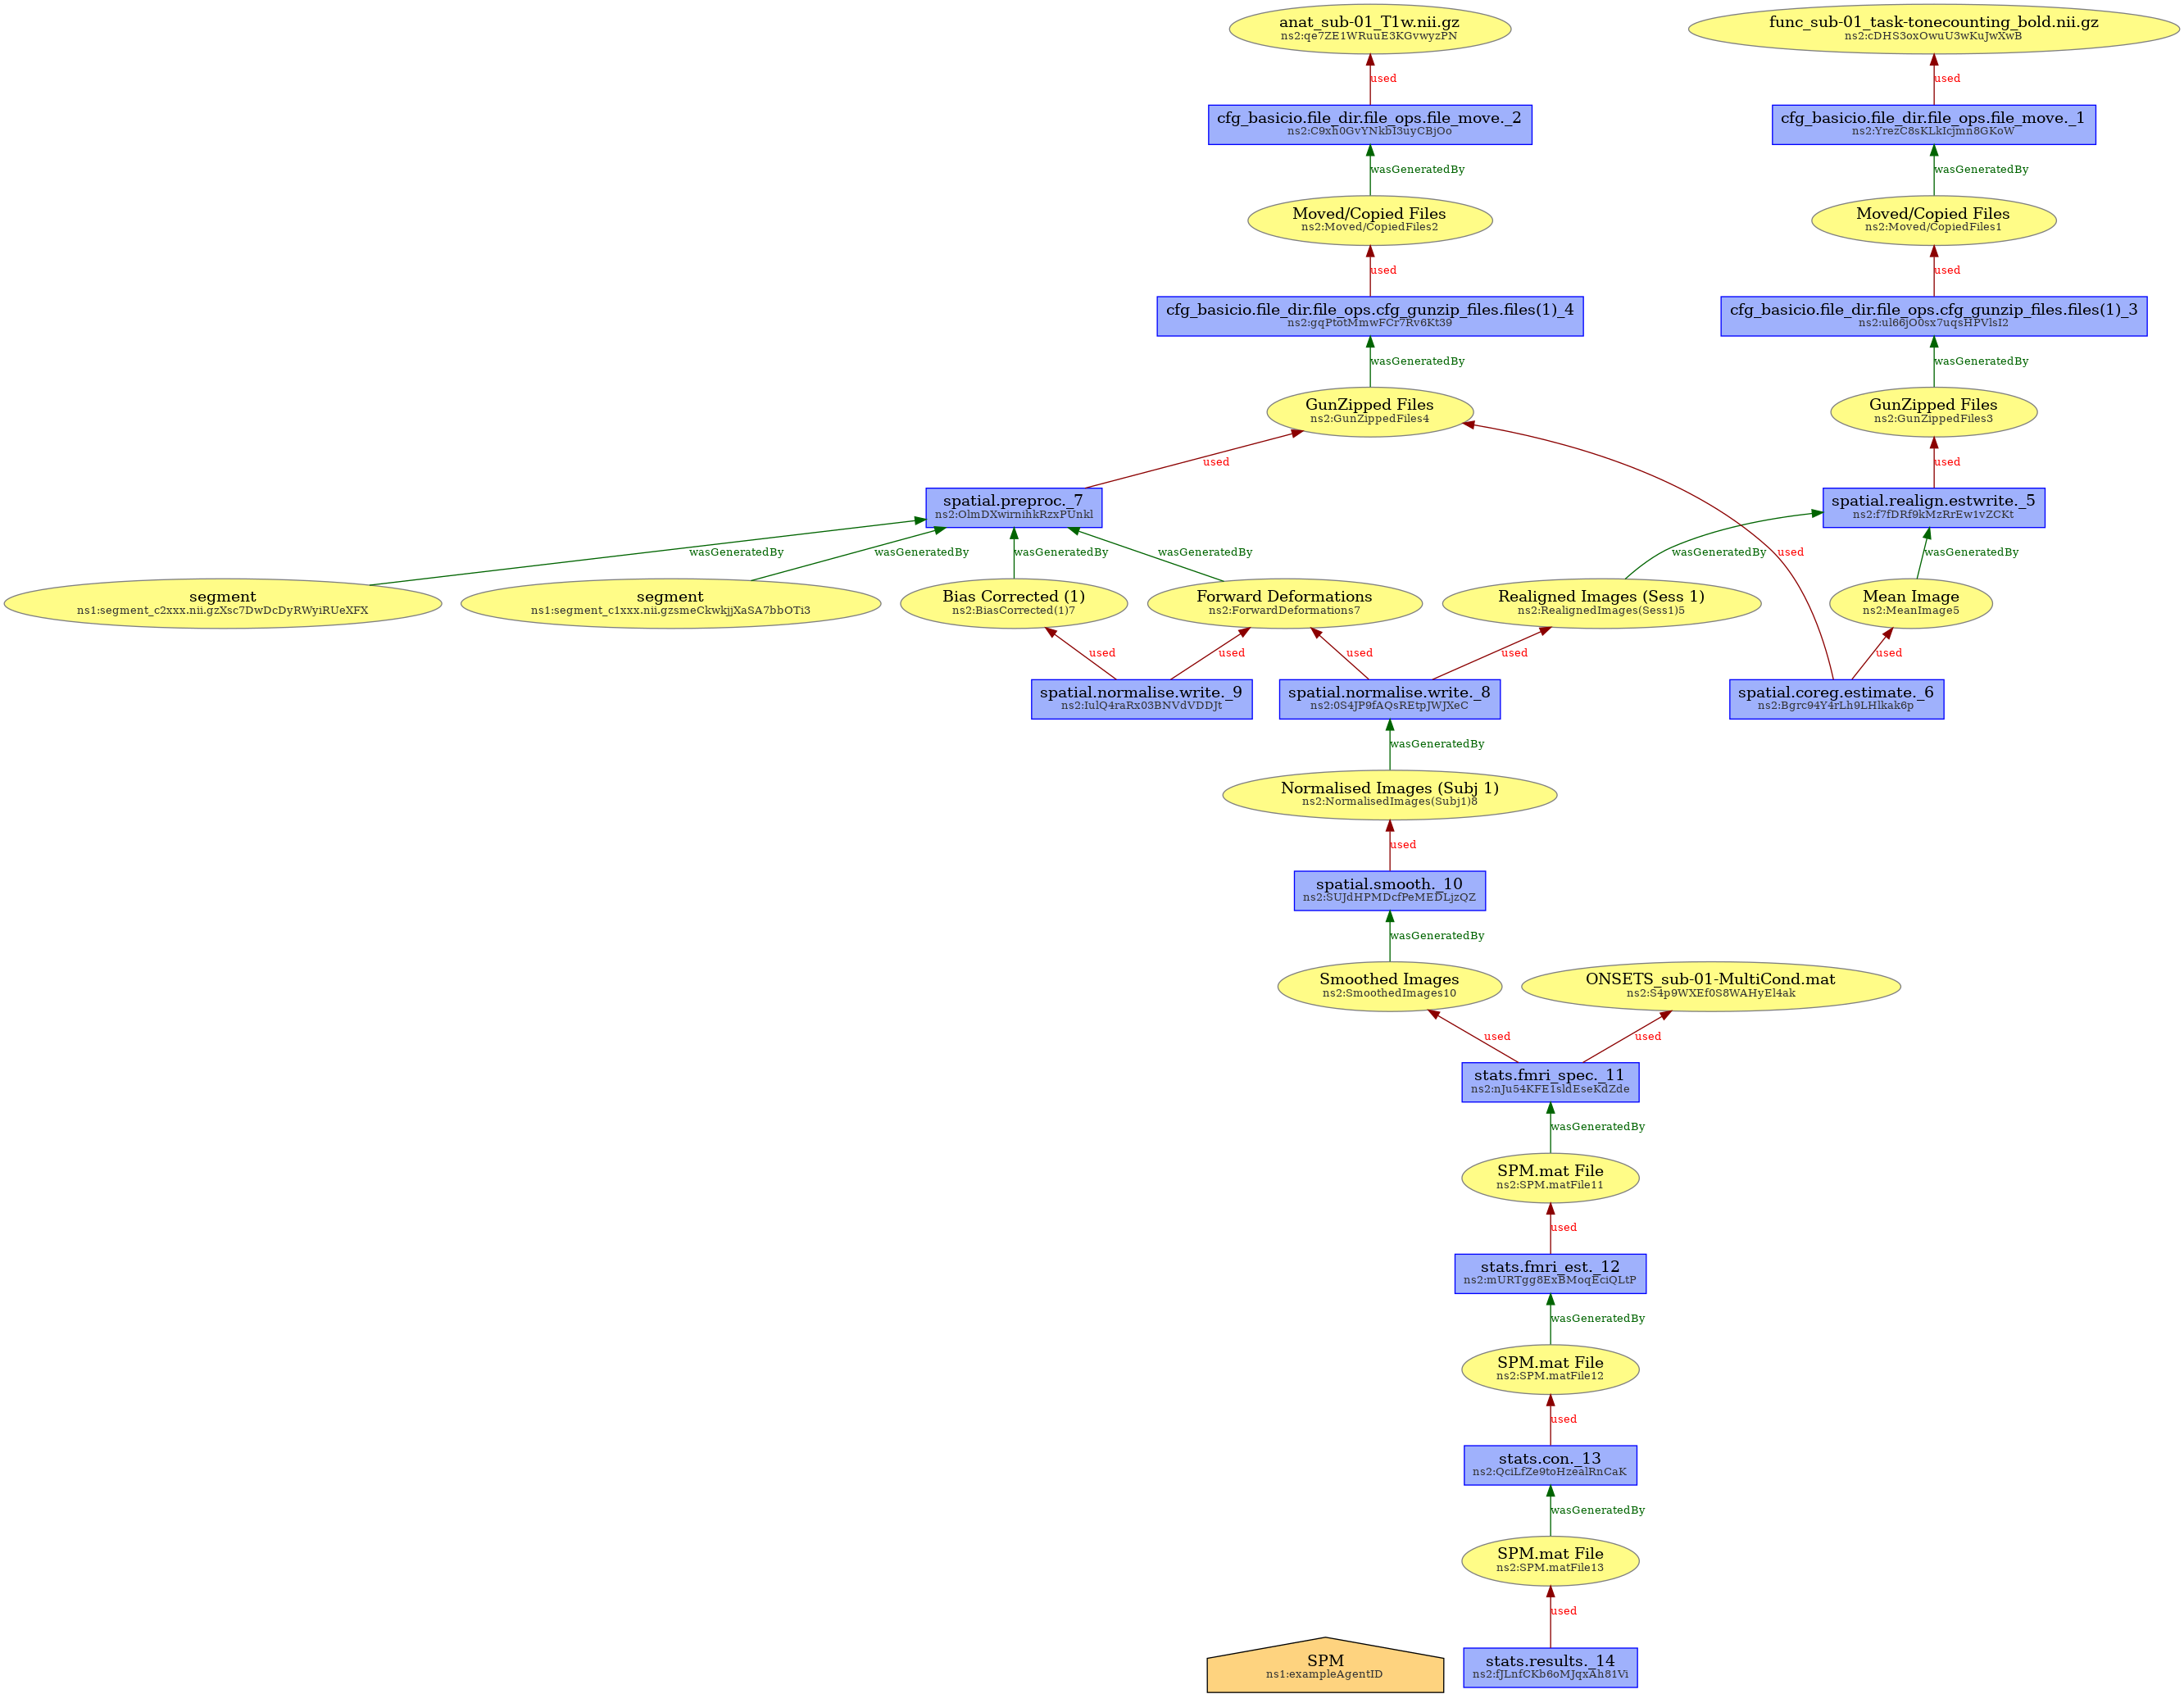 anat_sub-01_T1w.nii.gz
ns2:qe7ZE1WRuuE3KGvwyzPN
func_sub-01_task-tonecounting_bold.nii.gz
ns2:cDHS3oxOwuU3wKuJwXwB
used
used
cfg_basicio.file_dir.file_ops.file_move._2
ns2:C9xh0GvYNkbI3uyCBjOo
cfg_basicio.file_dir.file_ops.file_move._1
ns2:YrezC8sKLkIcjmn8GKoW
wasGeneratedBy
wasGeneratedBy
Moved/Copied Files
ns2:Moved/CopiedFiles2
Moved/Copied Files
ns2:Moved/CopiedFiles1
used
used
cfg_basicio.file_dir.file_ops.cfg_gunzip_files.files(1)_4
ns2:gqPtotMmwFCr7Rv6Kt39
cfg_basicio.file_dir.file_ops.cfg_gunzip_files.files(1)_3
ns2:ul66jO0sx7uqsHPVlsI2
wasGeneratedBy
wasGeneratedBy
GunZipped Files
ns2:GunZippedFiles4
GunZipped Files
ns2:GunZippedFiles3
used
used
spatial.preproc._7
ns2:OlmDXwirnihkRzxPUnkl
spatial.realign.estwrite._5
ns2:f7fDRf9kMzRrEw1vZCKt
wasGeneratedBy
wasGeneratedBy
wasGeneratedBy
wasGeneratedBy
wasGeneratedBy
used
wasGeneratedBy
segment
ns1:segment_c2xxx.nii.gzXsc7DwDcDyRWyiRUeXFX
segment
ns1:segment_c1xxx.nii.gzsmeCkwkjjXaSA7bbOTi3
Bias Corrected (1)
ns2:BiasCorrected(1)7
Forward Deformations
ns2:ForwardDeformations7
Realigned Images (Sess 1)
ns2:RealignedImages(Sess1)5
Mean Image
ns2:MeanImage5
used
used
used
used
used
spatial.normalise.write._9
ns2:IulQ4raRx03BNVdVDDJt
spatial.normalise.write._8
ns2:0S4JP9fAQsREtpJWJXeC
spatial.coreg.estimate._6
ns2:Bgrc94Y4rLh9LHlkak6p
wasGeneratedBy
Normalised Images (Subj 1)
ns2:NormalisedImages(Subj1)8
used
spatial.smooth._10
ns2:SUJdHPMDcfPeMEDLjzQZ
wasGeneratedBy
Smoothed Images
ns2:SmoothedImages10
ONSETS_sub-01-MultiCond.mat
ns2:S4p9WXEf0S8WAHyEl4ak
used
used
stats.fmri_spec._11
ns2:nJu54KFE1sldEseKdZde
wasGeneratedBy
SPM.mat File
ns2:SPM.matFile11
used
stats.fmri_est._12
ns2:mURTgg8ExBMoqEciQLtP
wasGeneratedBy
SPM.mat File
ns2:SPM.matFile12
used
stats.con._13
ns2:QciLfZe9toHzealRnCaK
wasGeneratedBy
SPM.mat File
ns2:SPM.matFile13
used
SPM
ns1:exampleAgentID
stats.results._14
ns2:fJLnfCKb6oMJqxAh81Vi